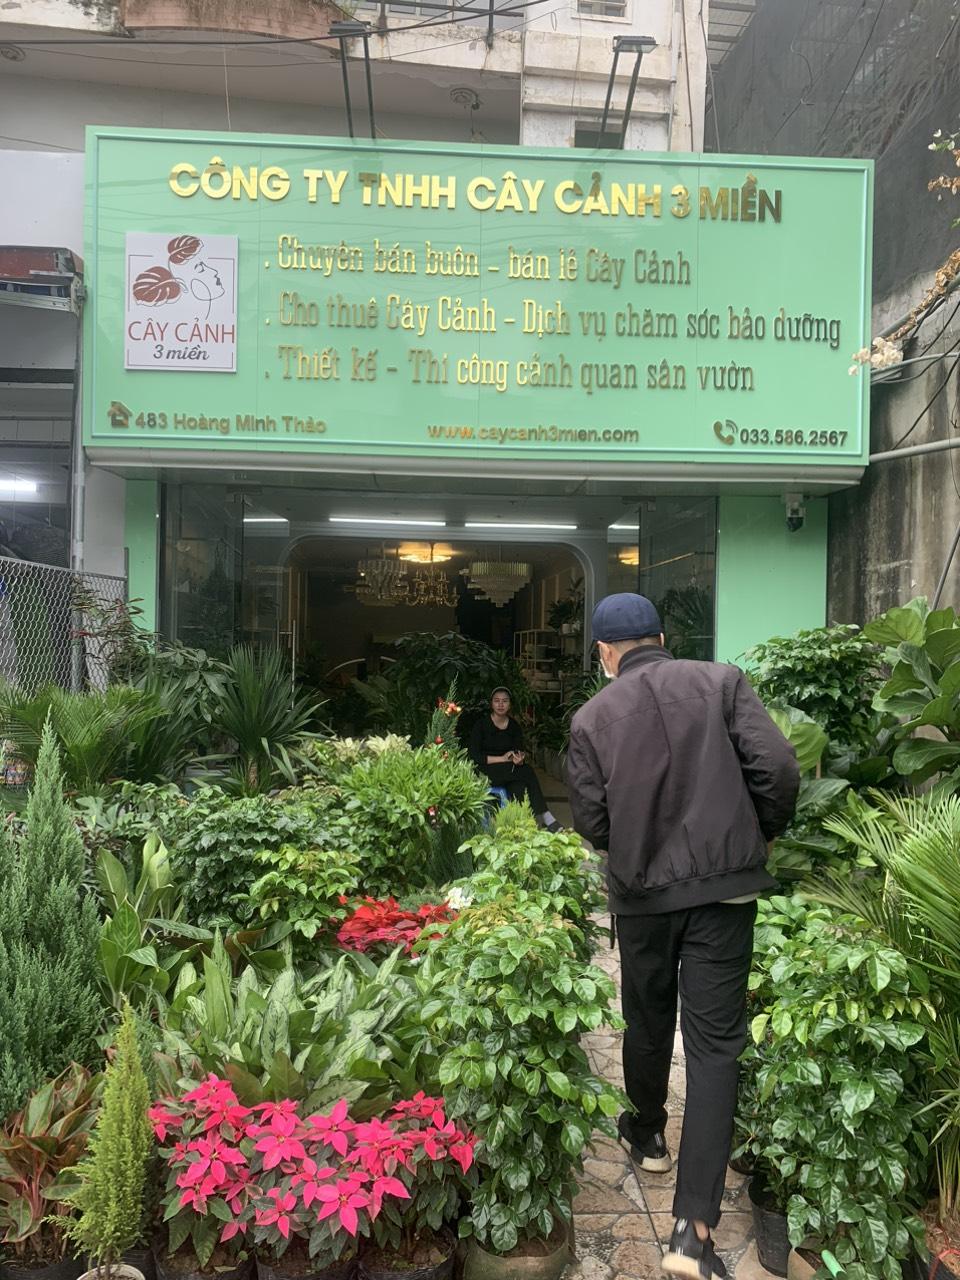 CÔNG TY TNHH CÂY CẢNH 3 MIỀN
. Chuyên bán buôn - bán lẻ Cây Cảnh
. Cho thuê Cây Cảnh - Dịch vụ chăm sóc bảo dưỡng
. Thiết kế - Thi công cảnh quan sân vườn
CÂY CẢNH
3 miền
483 Hoàng Minh Thảo
www.caycanh3mien.com
033.586.2567